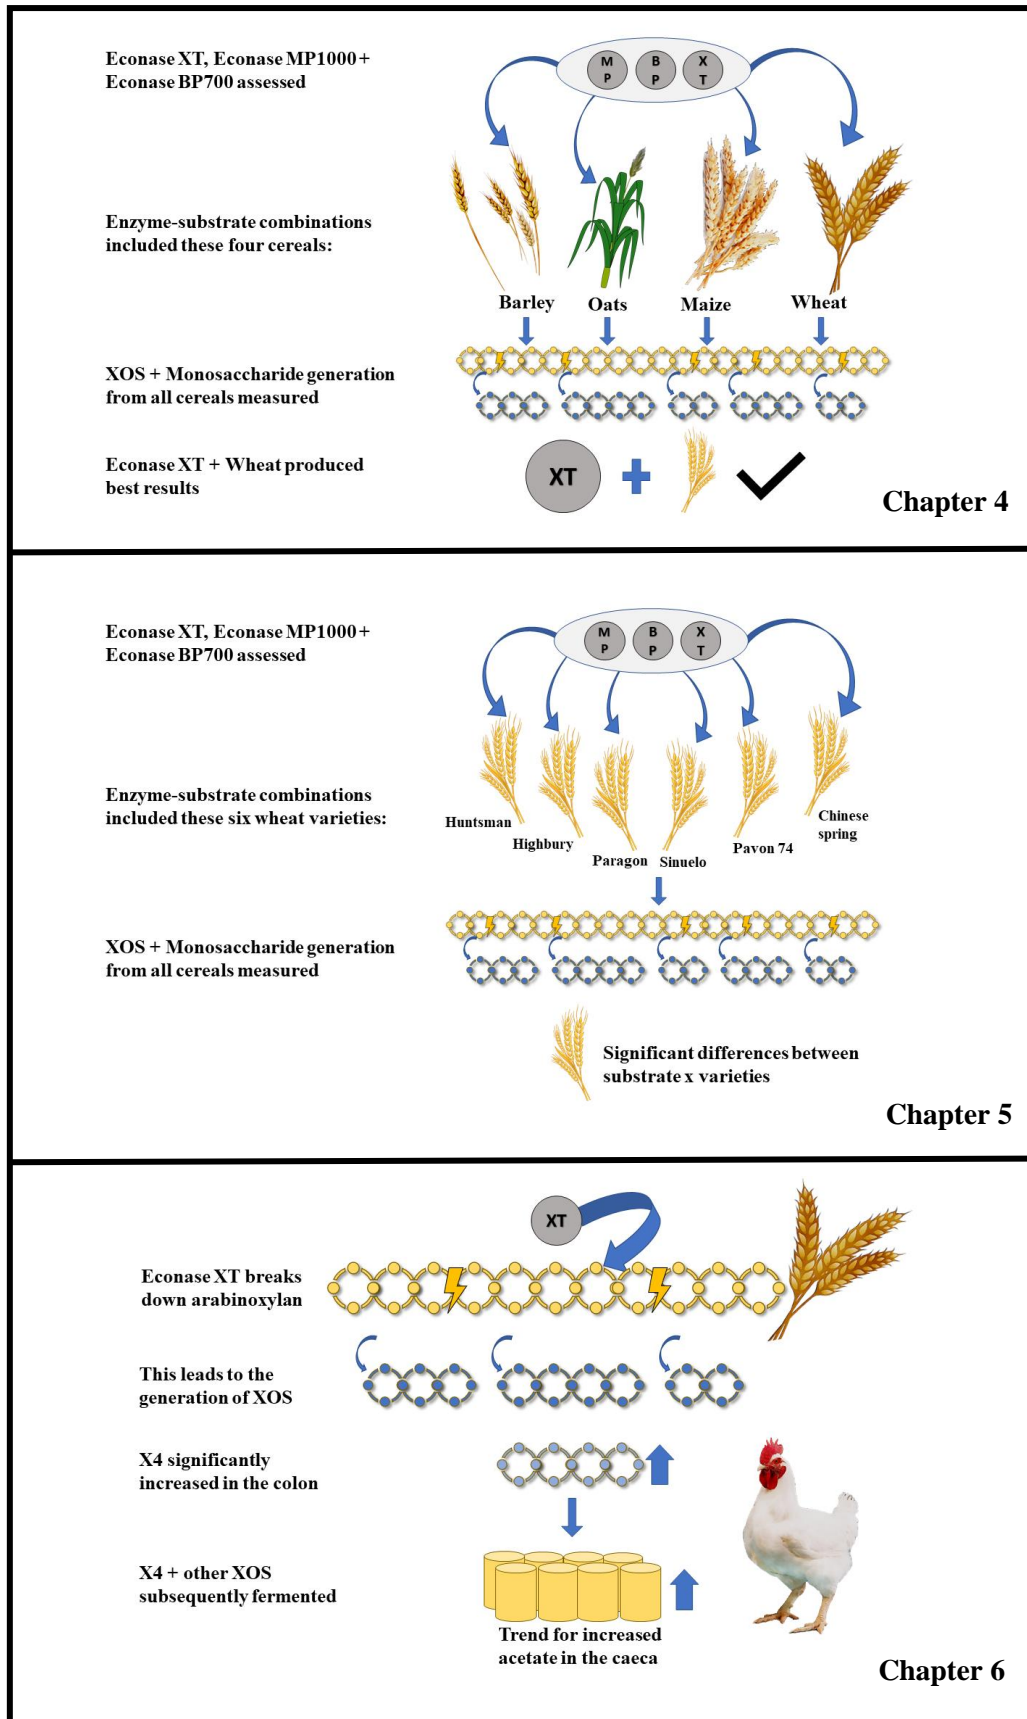 Econase XT, Econase MP1000 +
Econase BP700 assessed
M
P
B
P
X
T
Enzyme-substrate combinations
included these four cereals:
Barley
Oats
Maize
Wheat
XOS + Monosaccharide generation
from all cereals measured
Econase XT + Wheat produced
best results
XT
Chapter 4
Econase XT, Econase MP1000 +
Econase BP700 assessed
M
P
B
P
X
T
Enzyme-substrate combinations
included these six wheat varieties:
Huntsman
Highbury
Paragon
Sinuelo
Pavon 74
Chinese
spring
XOS + Monosaccharide generation
from all cereals measured
Significant differences between
substrate x varieties
Chapter 5
XT
Econase XT breaks
down arabinoxylan
This leads to the
generation of XOS
X4 significantly
increased in the colon
X4 + other XOS
subsequently fermented
Trend for increased
acetate in the caeca
Chapter 6